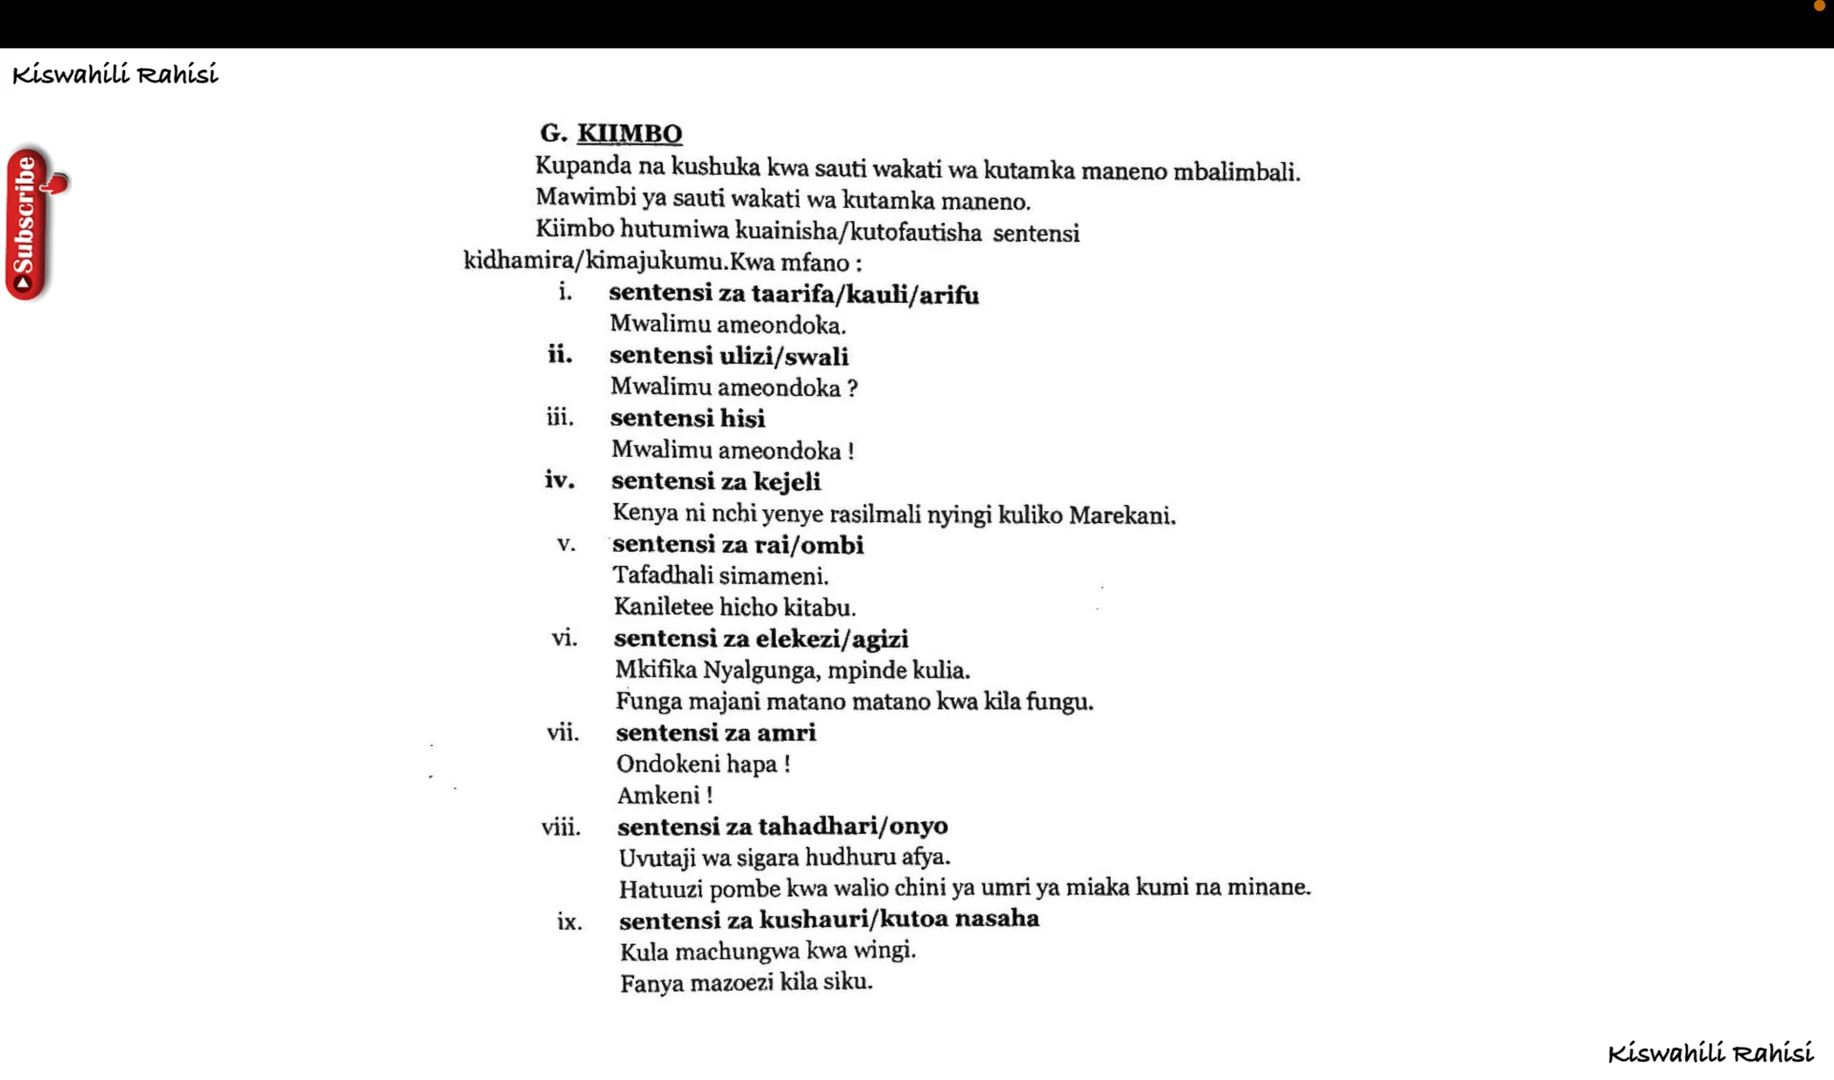 Kiswahili Rahisi
Subscribe
G. KIIMBO
Kupanda na kushuka kwa sauti wakati wa kutamka maneno mbalimbali.
Mawimbi ya sauti wakati wa kutamka maneno.
Kiimbo hutumiwa kuainisha/kutofautisha sentensi
kidhamira/kimajukumu.Kwa mfano :
i. sentensi za taarifa/kauli/arifu
Mwalimu ameondoka.
ii. sentensi ulizi/swali
Mwalimu ameondoka ?
iii. sentensi hisi
Mwalimu ameondoka !
iv. sentensi za kejeli
Kenya ni nchi yenye rasilmali nyingi kuliko Marekani.
v. sentensi za rai/ombi
Tafadhali simameni.
Kaniletee hicho kitabu.
vi. sentensi za elekezi/agizi
Mkifika Nyalgunga, mpinde kulia.
Funga majani matano matano kwa kila fungu.
vii. sentensi za amri
Ondokeni hapa !
Amkeni !
viii. sentensi za tahadhari/onyo
Uvutaji wa sigara hudhuru afya.
Hatuuzi pombe kwa walio chini ya umri ya miaka kumi na minane.
ix. sentensi za kushauri/kutoa nasaha
Kula machungwa kwa wingi.
Fanya mazoezi kila siku.
Kiswahili Rahisi